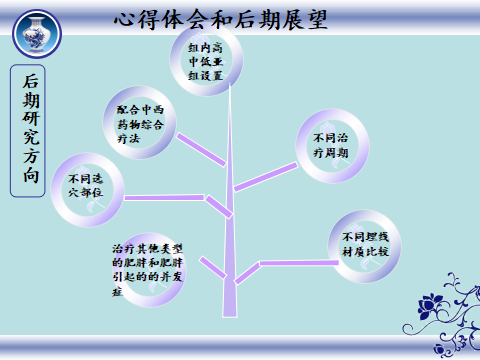 心得体会和后期展望
后期研究方向
组内高
中低亚
组设置
配合中西
药物综合
疗法
不同治
疗周期
不同选
穴部位
治疗其他类型
的肥胖和肥胖
引起的的并发
症
不同埋线
材质比较